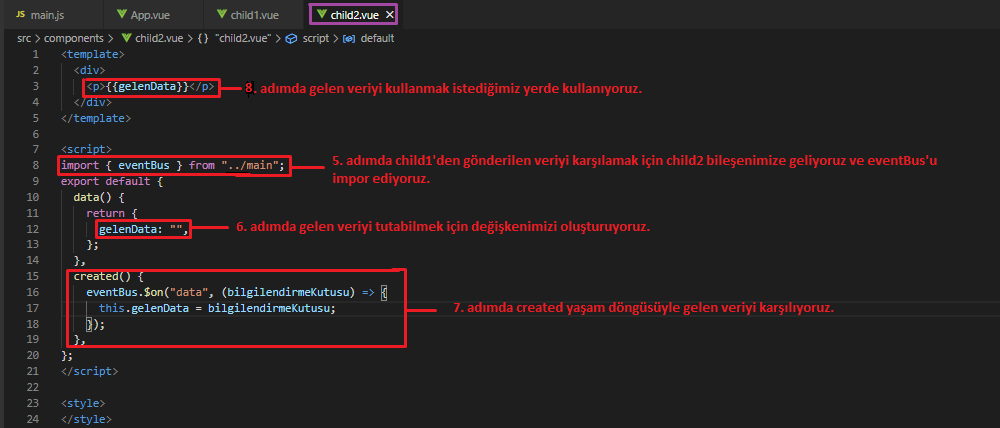 main.js App.vue child1.vue child2.vue ×
src > components > child2.vue > {} "child2.vue" > script > default
1 <template>
2 <div>
3 <p>{{gelenData}}</p> 8. adımda gelen veriyi kullanmak istediğimiz yerde kullanıyoruz.
4 </div>
5 </template>
6
7 <script>
8 import { eventBus } from "../main"; 5. adımda child1'den gönderilen veriyi karşılamak için child2 bileşenimize geliyoruz ve eventBus'u
impor ediyoruz.
9 export default {
10 data() {
11 return {
12 gelenData: "", 6. adımda gelen veriyi tutabilmek için değişkenimizi oluşturuyoruz.
13 };
14 },
15 created() {
16 eventBus.$on("data", (bilgilendirmeKutusu) => {
17 this.gelenData = bilgilendirmeKutusu; 7. adımda created yaşam döngüsüyle gelen veriyi karşılıyoruz.
18 });
19 },
20 };
21 </script>
22
23 <style>
24 </style>